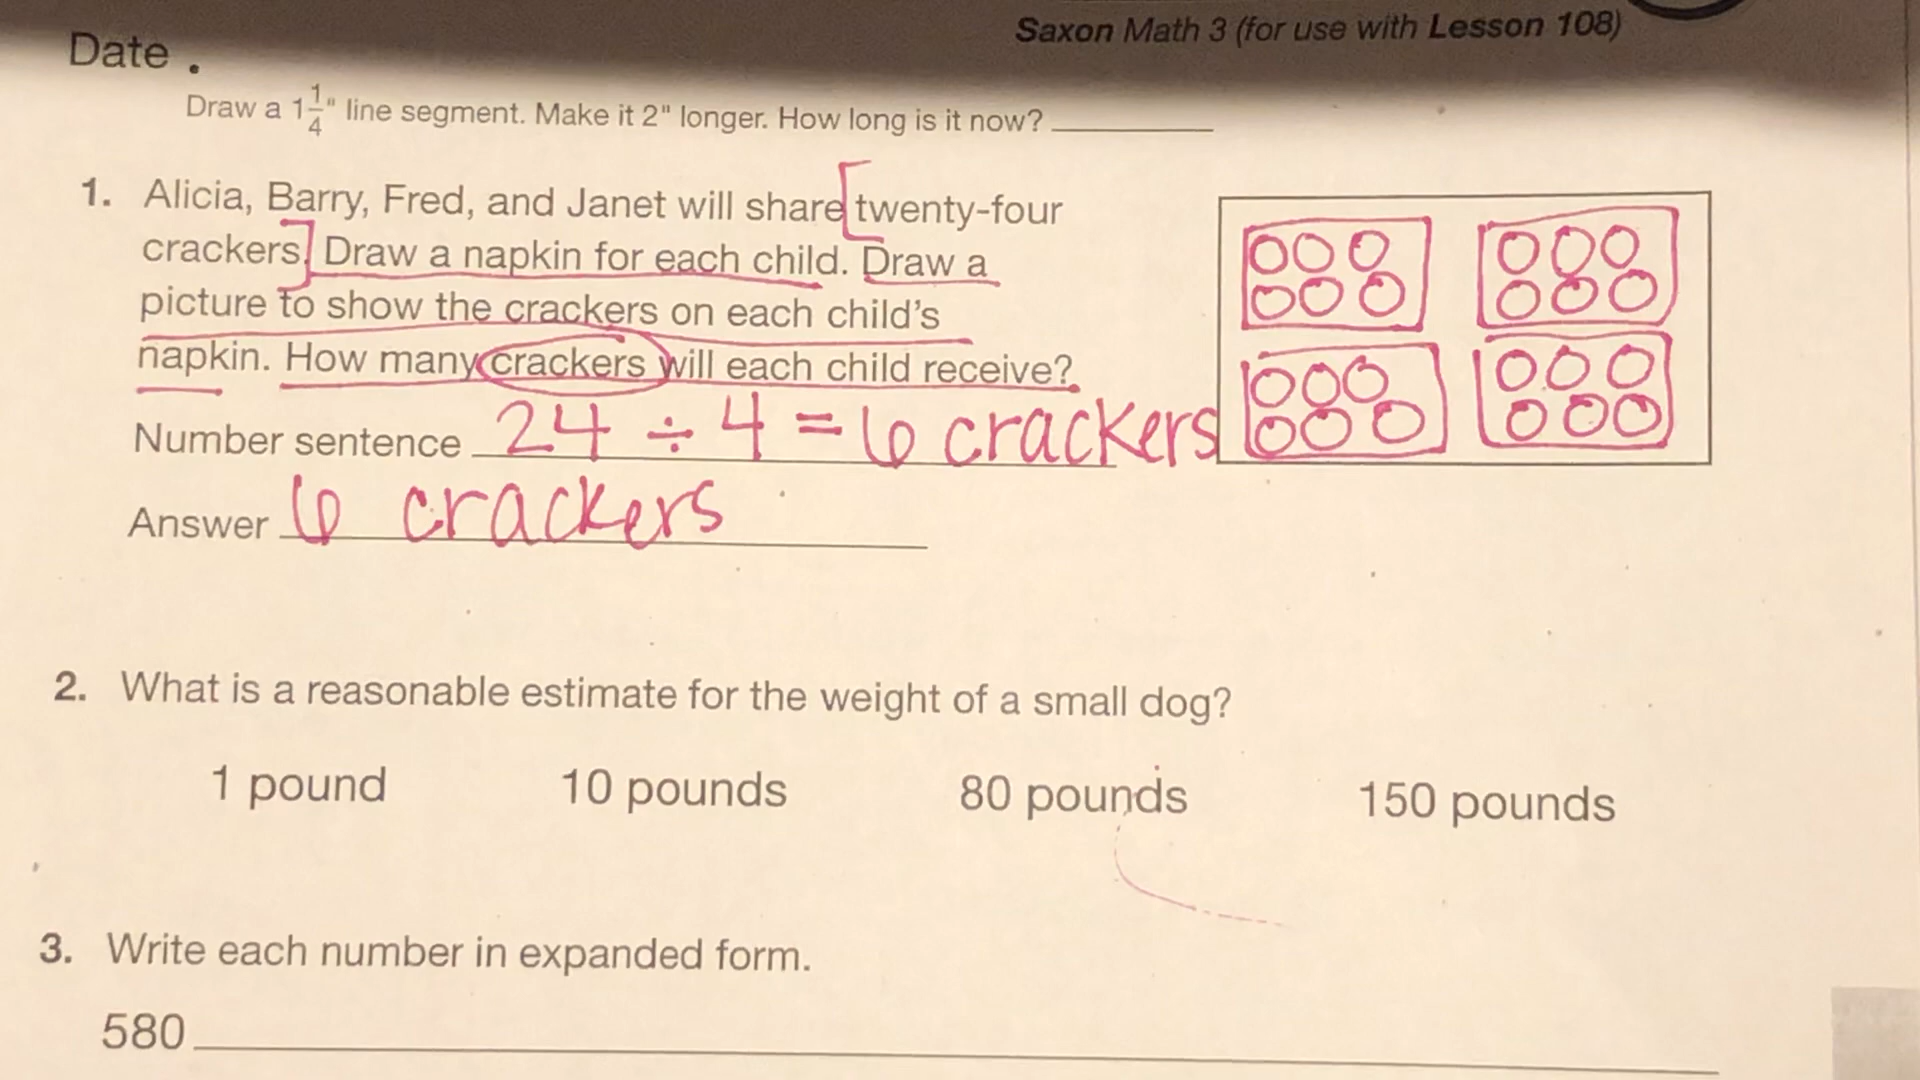 Saxon Math 3 (for use with Lesson 108)
Date .
Draw a 1 1/4" line segment. Make it 2" longer. How long is it now? 
1. Alicia, Barry, Fred, and Janet will share twenty-four
crackers. Draw a napkin for each child. Draw a
picture to show the crackers on each child's
napkin. How many crackers will each child receive?
Number sentence 24 ÷ 4 = 6 crackers
Answer 6 crackers
2. What is a reasonable estimate for the weight of a small dog?
1 pound 10 pounds 80 pounds 150 pounds
3. Write each number in expanded form.
580